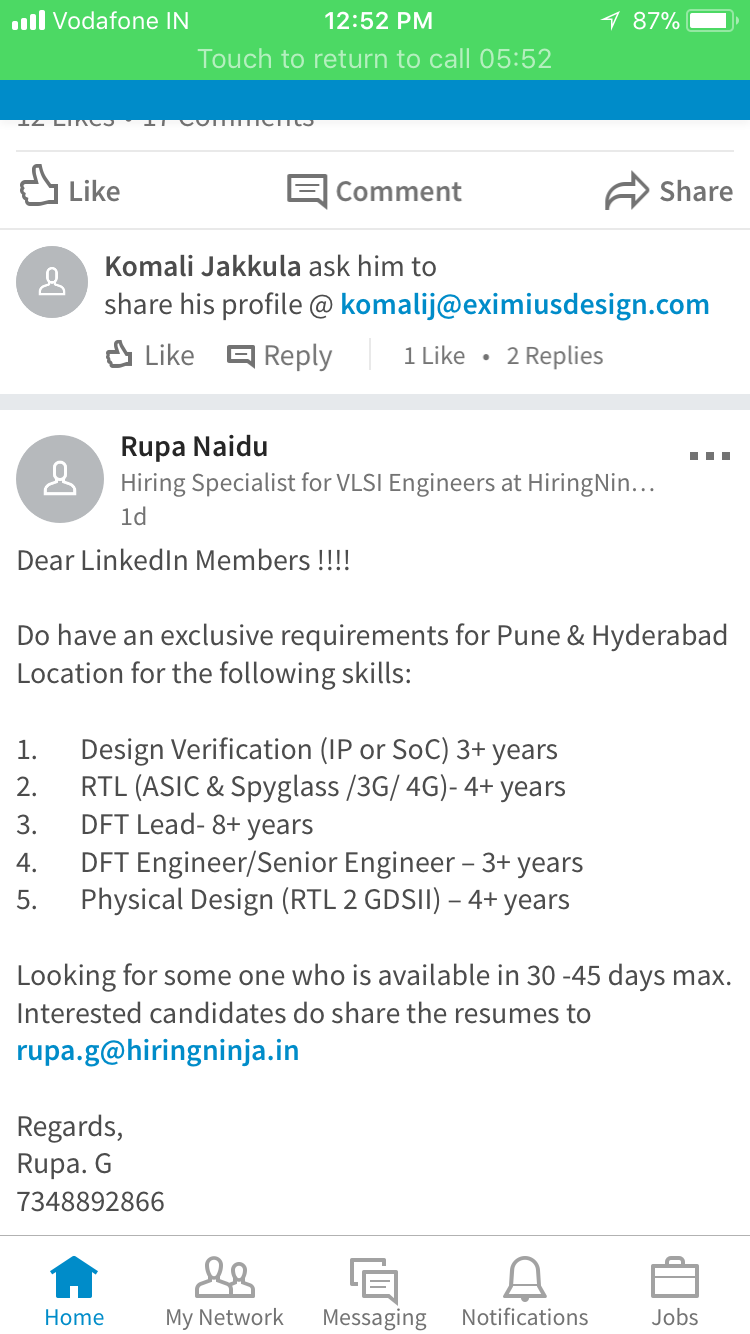 Vodafone IN 12:52 PM 87%
Touch to return to call 05:52
12 Likes • 17 Comments
Like Comment Share
Komali Jakkula ask him to
share his profile @ komalij@eximiusdesign.com
Like Reply 1 Like • 2 Replies
Rupa Naidu
Hiring Specialist for VLSI Engineers at HiringNin...
1d
Dear LinkedIn Members !!!!
Do have an exclusive requirements for Pune & Hyderabad
Location for the following skills:
1. Design Verification (IP or SoC) 3+ years
2. RTL (ASIC & Spyglass /3G/ 4G)- 4+ years
3. DFT Lead- 8+ years
4. DFT Engineer/Senior Engineer – 3+ years
5. Physical Design (RTL 2 GDSII) – 4+ years
Looking for some one who is available in 30 -45 days max.
Interested candidates do share the resumes to
rupa.g@hiringninja.in
Regards,
Rupa. G
7348892866
Home My Network Messaging Notifications Jobs